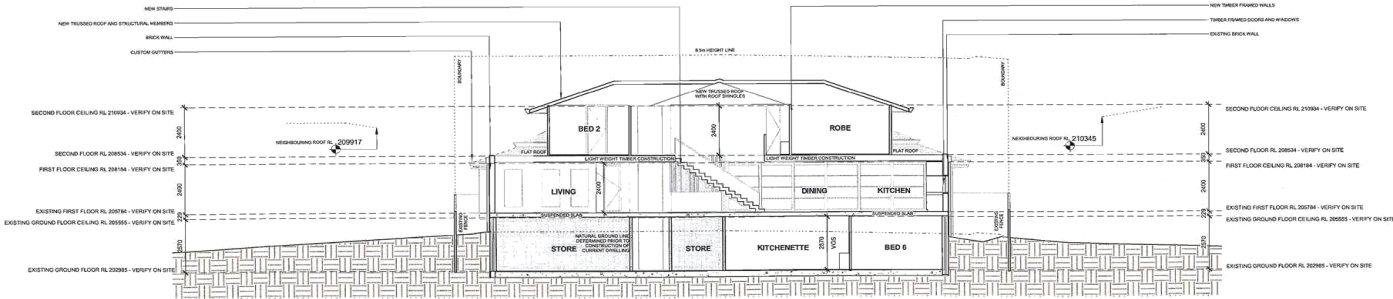 NEW STAIRS
NEW TRUSSED ROOF AND STRUCTURAL MEMBERS
BRICK WALL
CUSTOM GUTTERS
NEW TIMBER FRAMED WALLS
TIMBER FRAMED DOORS AND WINDOWS
EXISTING BRICK WALL
8.5m HEIGHT LINE
BOUNDARY
BOUNDARY
NEW TRUSSED ROOF
WITH ROOF SHINGLES
SECOND FLOOR CEILING RL 210934 - VERIFY ON SITE
SECOND FLOOR CEILING RL 210934 - VERIFY ON SITE
2400
BED 2
2400
ROBE
2400
NEIGHBOURING ROOF RL 209917
NEIGHBOURING ROOF RL 210345
FLAT ROOF
FLAT ROOF
SECOND FLOOR RL 208534 - VERIFY ON SITE
SECOND FLOOR RL 208534 - VERIFY ON SITE
LIGHT WEIGHT TIMBER CONSTRUCTION
LIGHT WEIGHT TIMBER CONSTRUCTION
FIRST FLOOR CEILING RL 208184 - VERIFY ON SITE
FIRST FLOOR CEILING RL 208184 - VERIFY ON SITE
2400
LIVING
2400
DINING
KITCHEN
2400
EXISTING FIRST FLOOR RL 205784 - VERIFY ON SITE
EXISTING FIRST FLOOR RL 205784 - VERIFY ON SITE
229
SUSPENDED SLAB
SUSPENDED SLAB
229
EXISTING GROUND FLOOR CEILING RL 205555 - VERIFY ON SITE
EXISTING GROUND FLOOR CEILING RL 205555 - VERIFY ON SITE
EXISTING
FENCE
EXISTING
FENCE
2570
STORE
NATURAL GROUND LINE
DETERMINED PRIOR TO
CONSTRUCTION OF
CURRENT DWELLING
STORE
KITCHENETTE
2570
VOS
BED 6
2570
EXISTING GROUND FLOOR RL 202985 - VERIFY ON SITE
EXISTING GROUND FLOOR RL 202985 - VERIFY ON SITE